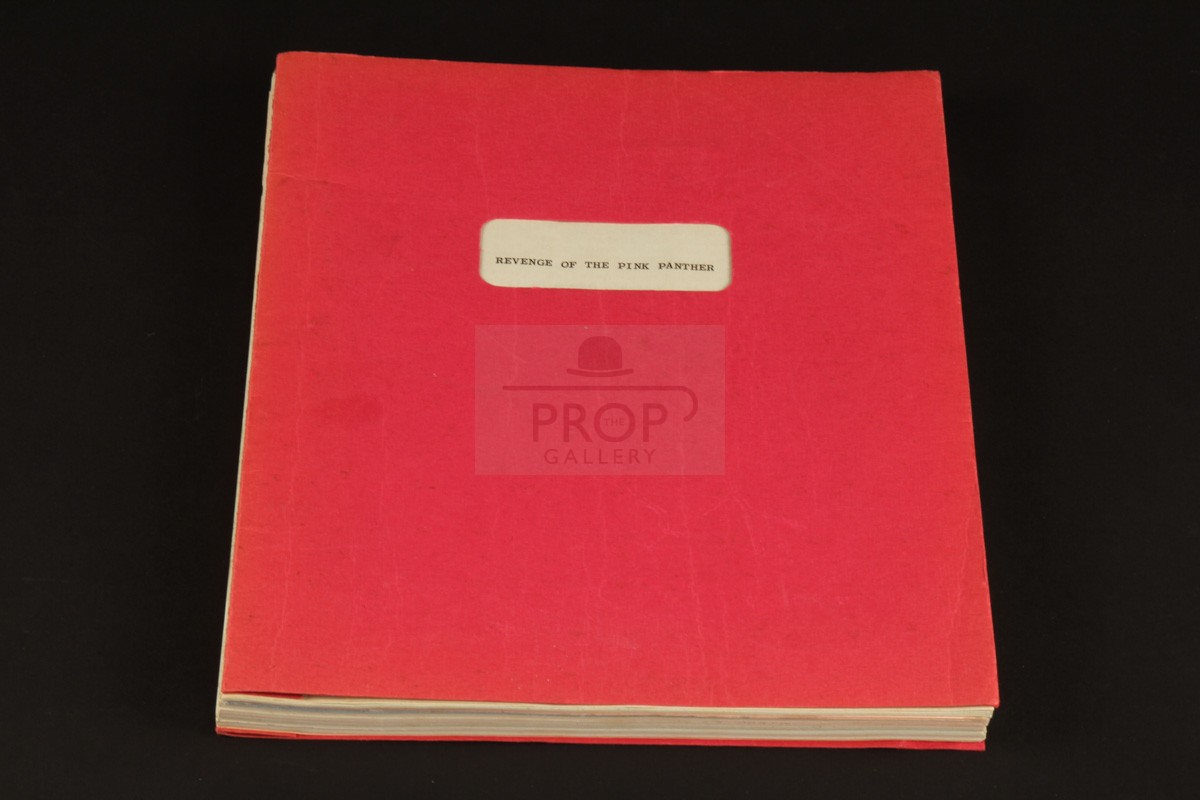 REVENGE OF THE PINK PANTHER
THE
PROP
GALLERY